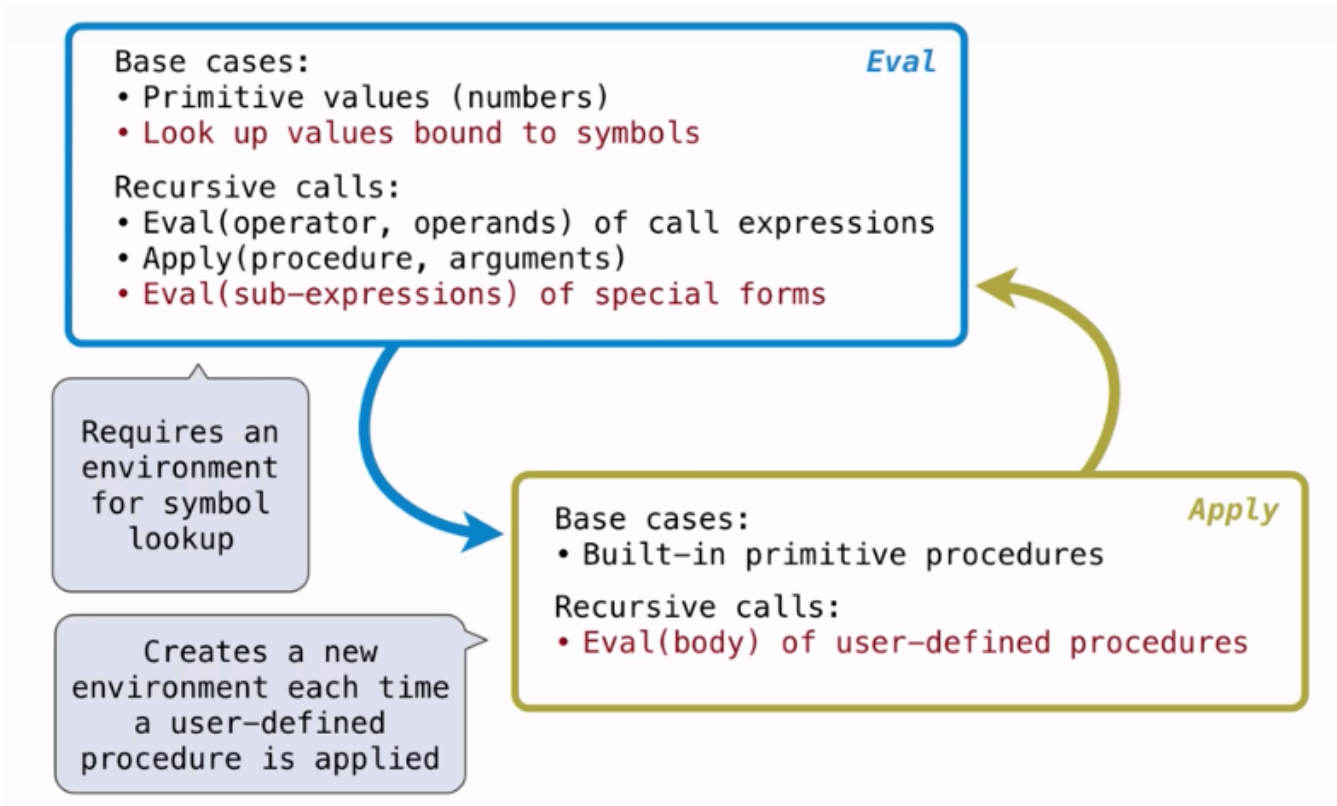 Eval
Base cases:
• Primitive values (numbers)
• Look up values bound to symbols
Recursive calls:
• Eval(operator, operands) of call expressions
• Apply(procedure, arguments)
• Eval(sub-expressions) of special forms
Requires an
environment
for symbol
lookup
Apply
Base cases:
• Built-in primitive procedures
Recursive calls:
• Eval(body) of user-defined procedures
Creates a new
environment each time
a user-defined
procedure is applied